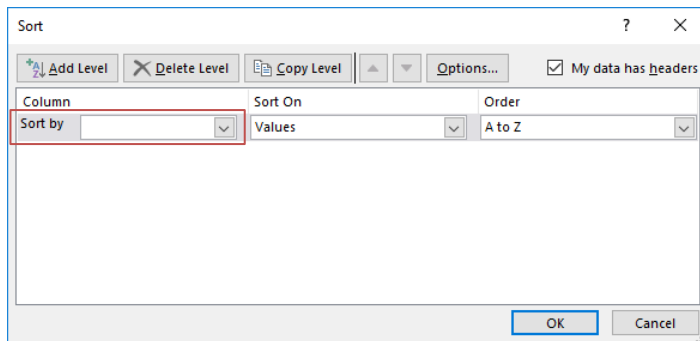 Sort ? ×
Add Level Delete Level Copy Level Options... My data has headers
Column Sort On Order
Sort by Values A to Z
OK Cancel